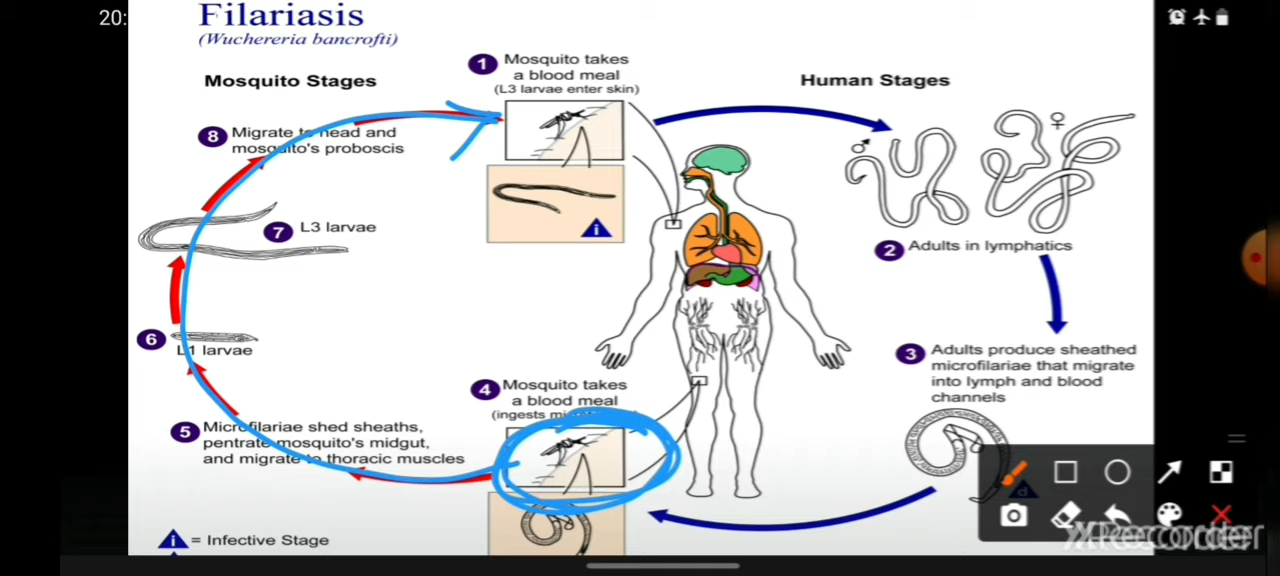 20:
Filariasis
(Wuchereria bancrofti)
Mosquito Stages
Human Stages
1
Mosquito takes
a blood meal
(L3 larvae enter skin)
8
Migrate to head and
mosquito's proboscis
7
L3 larvae
i
♂
♀
2
Adults in lymphatics
6
L1 larvae
3
Adults produce sheathed
microfilariae that migrate
into lymph and blood
channels
4
Mosquito takes
a blood meal
(ingests
5
Microfilariae shed sheaths,
pentrate mosquito's midgut,
and migrate to thoracic muscles
d
i = Infective Stage
XRecorder